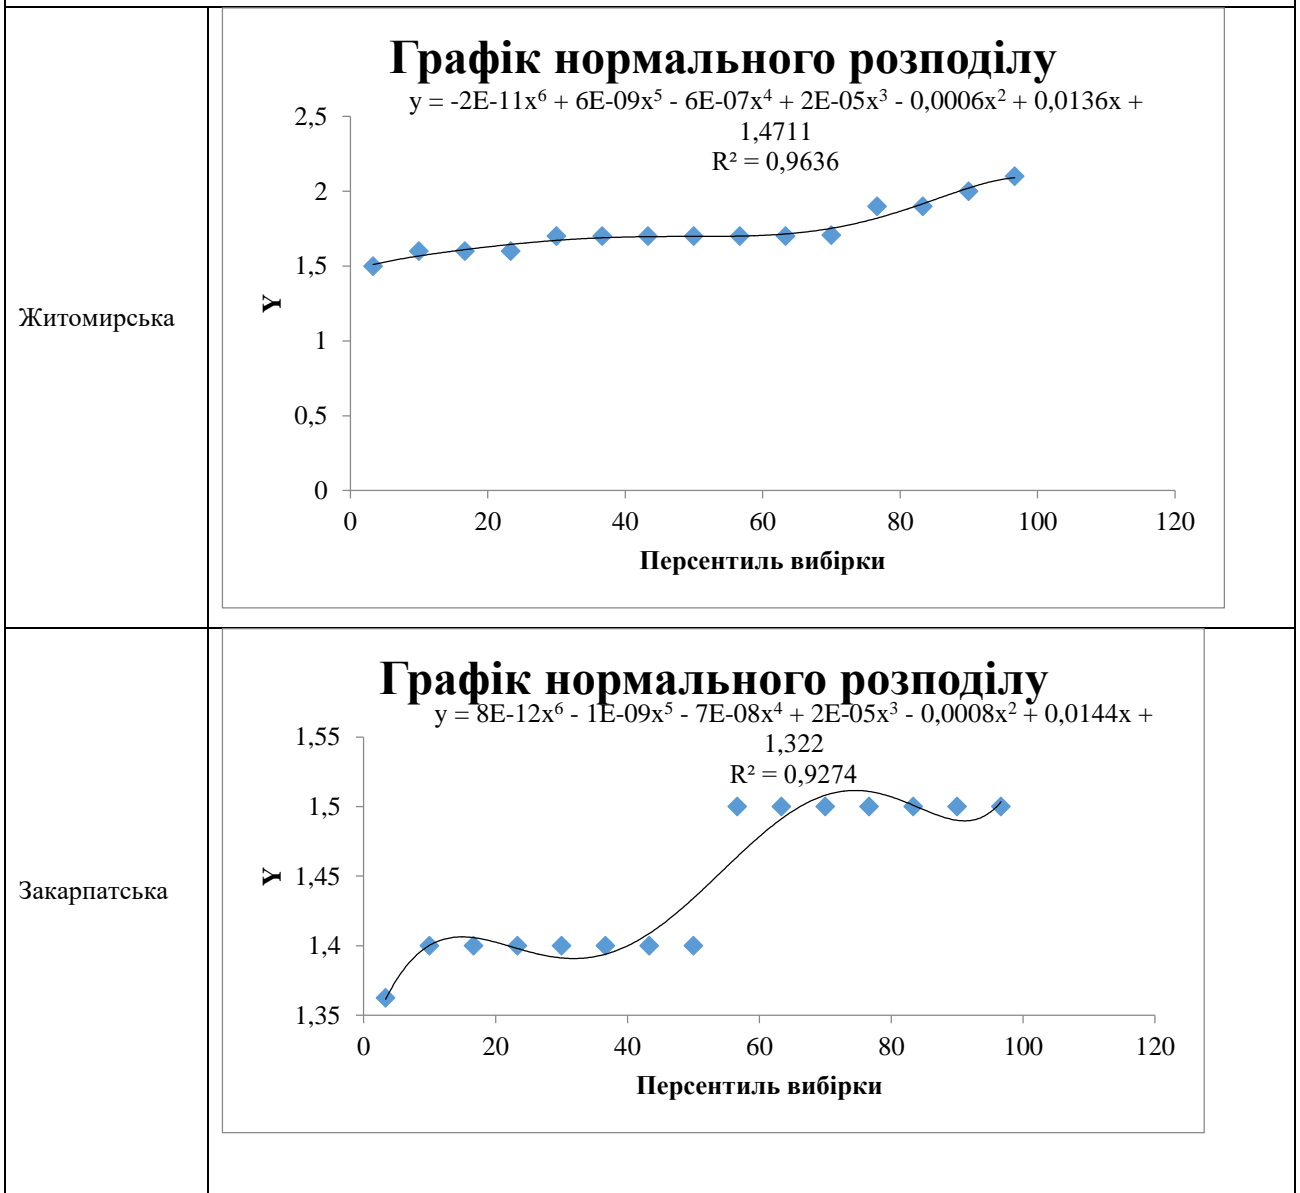 Житомирська
Графік нормального розподілу
y = -2E-11x⁶ + 6E-09x⁵ - 6E-07x⁴ + 2E-05x³ - 0,0006x² + 0,0136x +
1,4711
R² = 0,9636
2,5
2
1,5
1
0,5
0
Y
0 20 40 60 80 100 120
Персентиль вибірки
Закарпатська
Графік нормального розподілу
y = 8E-12x⁶ - 1E-09x⁵ - 7E-08x⁴ + 2E-05x³ - 0,0008x² + 0,0144x +
1,322
R² = 0,9274
1,55
1,5
1,45
1,4
1,35
Y
0 20 40 60 80 100 120
Персентиль вибірки